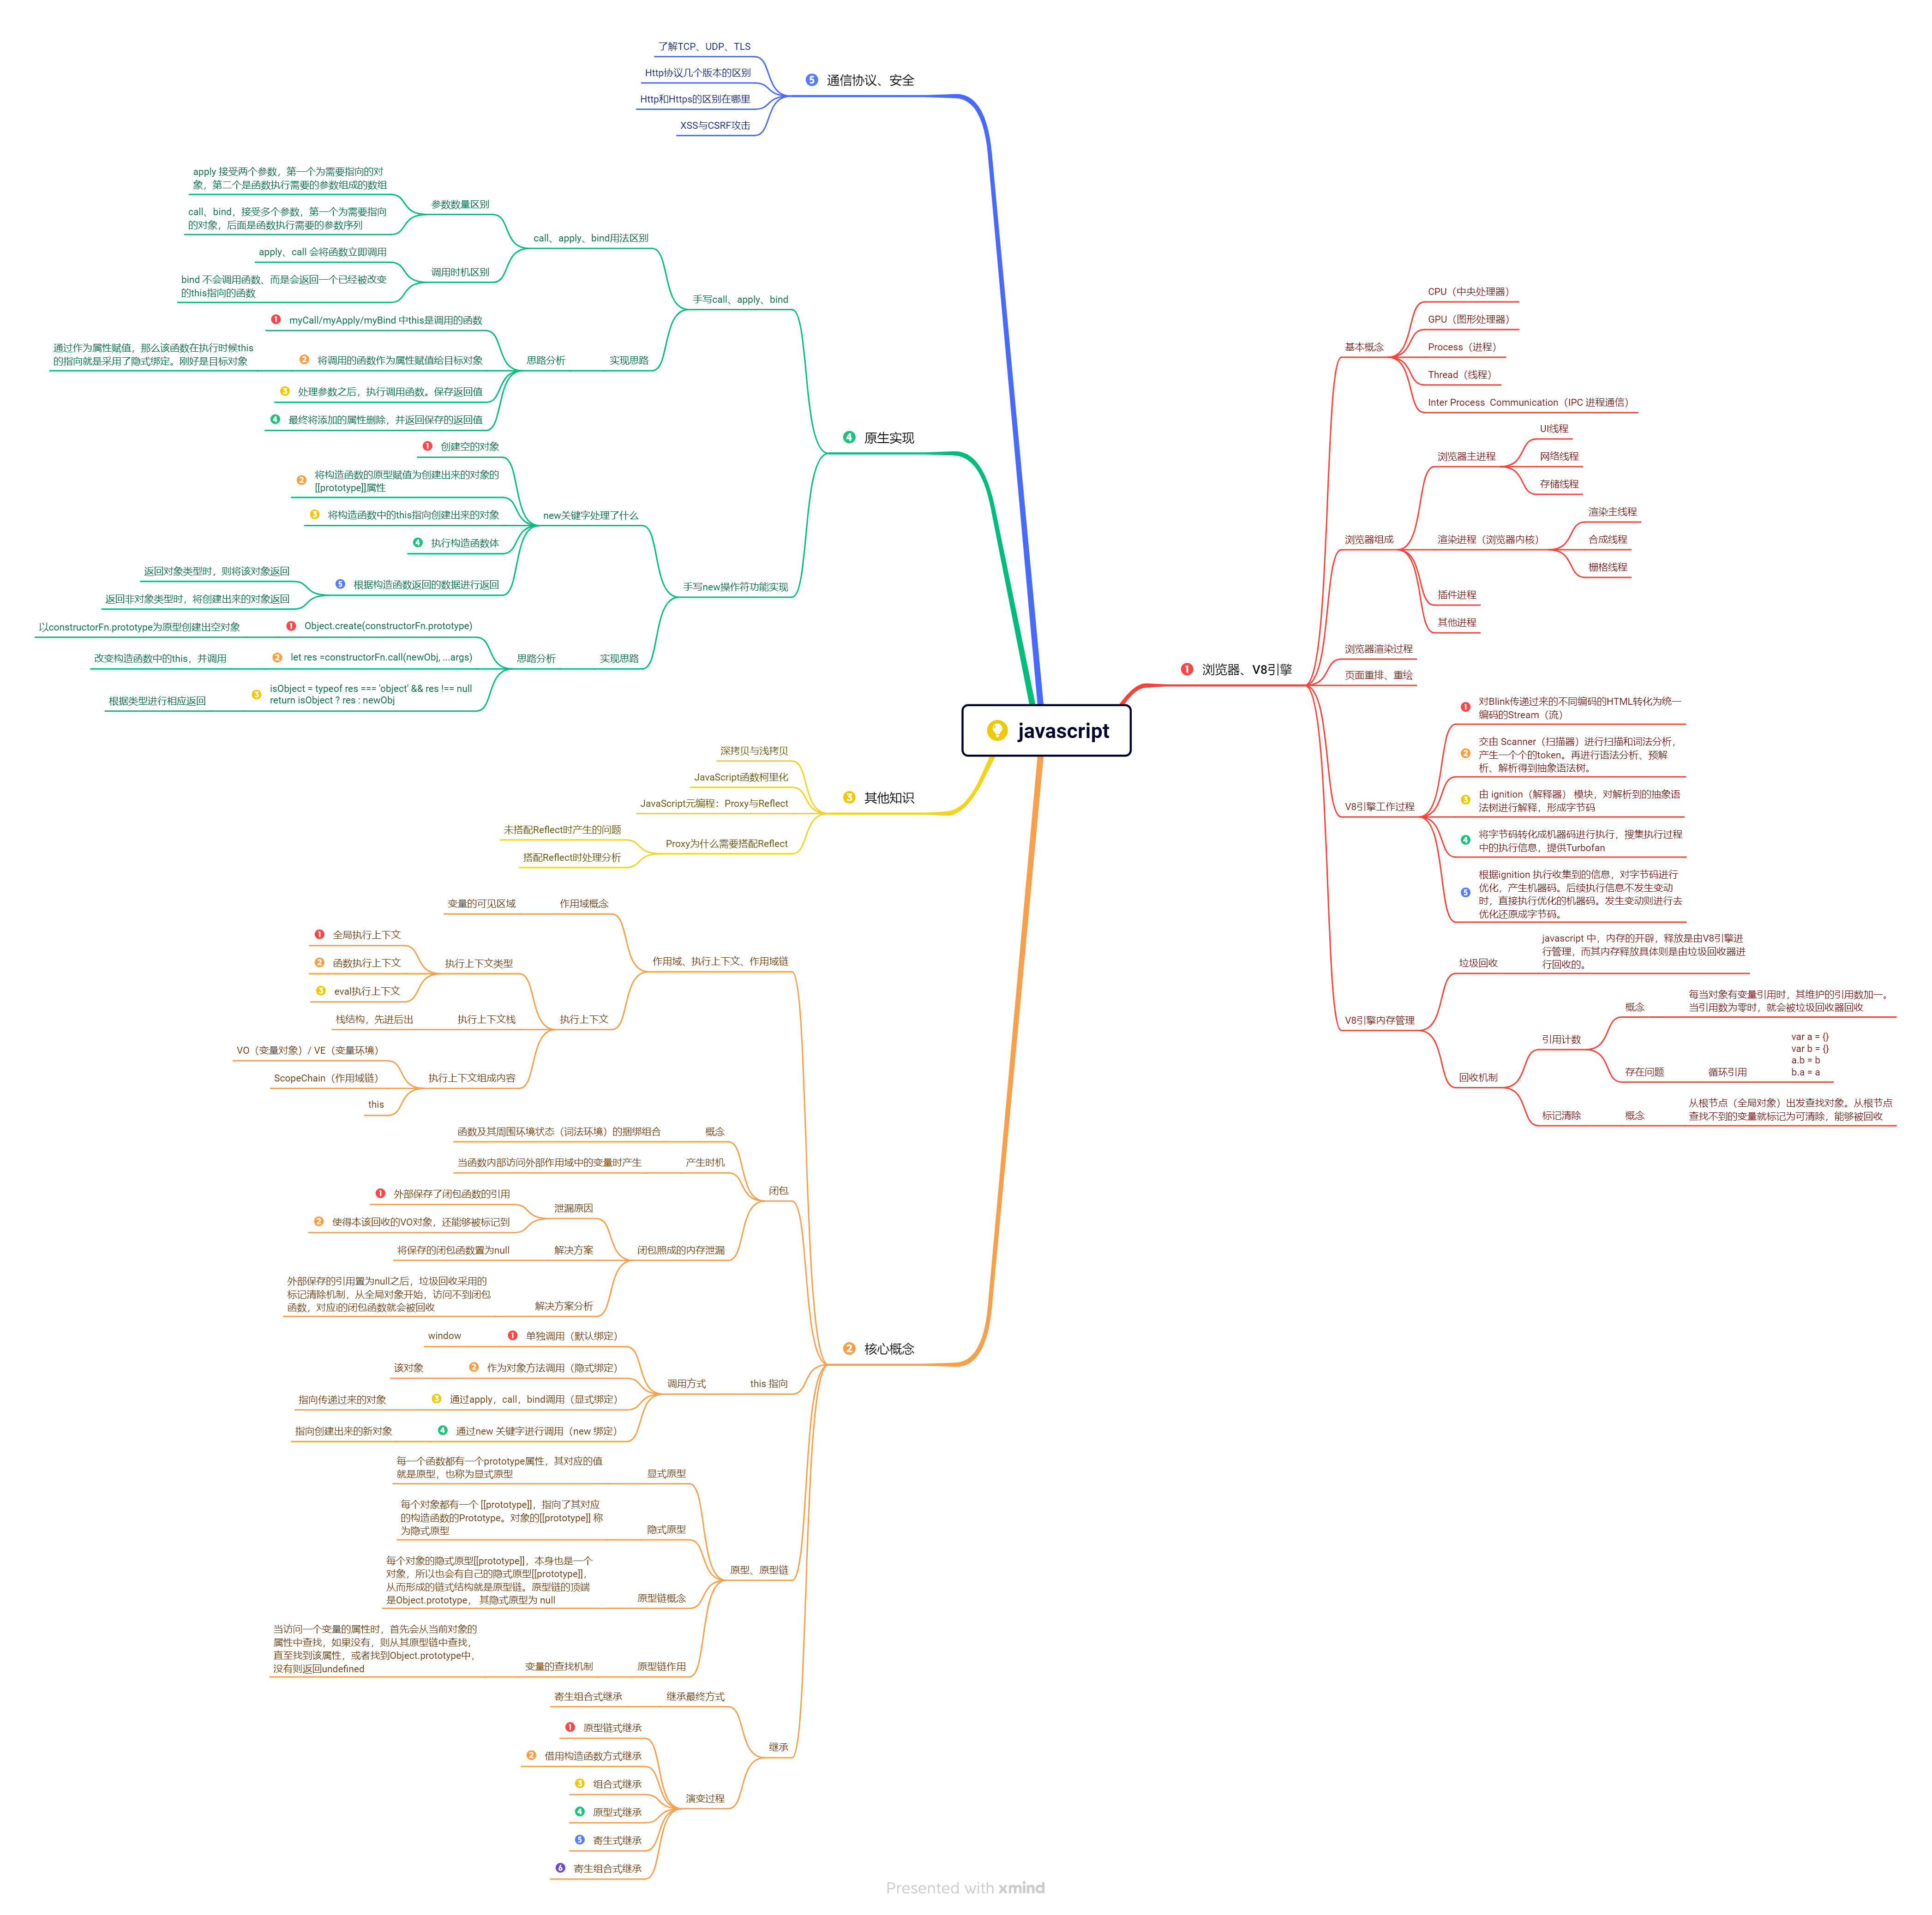 javascript
1 浏览器、V8引擎
基本概念
CPU（中央处理器）
GPU（图形处理器）
Process（进程）
Thread（线程）
Inter Process  Communication（IPC 进程通信）
浏览器组成
浏览器主进程
UI线程
网络线程
存储线程
渲染进程（浏览器内核）
渲染主线程
合成线程
栅格线程
插件进程
其他进程
浏览器渲染过程
页面重排、重绘
V8引擎工作过程
1 对Blink传递过来的不同编码的HTML转化为统一
编码的Stream（流）
2 交由 Scanner（扫描器）进行扫描和词法分析，
产生一个个的token。再进行语法分析、预解
析、解析得到抽象语法树。
3 由 ignition（解释器） 模块，对解析到的抽象语
法树进行解释，形成字节码
4 将字节码转化成机器码进行执行，搜集执行过程
中的执行信息，提供Turbofan
5 根据ignition 执行收集到的信息，对字节码进行
优化，产生机器码。后续执行信息不发生变动
时，直接执行优化的机器码。发生变动则进行去
优化还原成字节码。
V8引擎内存管理
垃圾回收
javascript 中，内存的开辟，释放是由V8引擎进
行管理，而其内存释放具体则是由垃圾回收器进
行回收的。
回收机制
引用计数
概念
每当对象有变量引用时，其维护的引用数加一。
当引用数为零时，就会被垃圾回收器回收
存在问题
循环引用
var a = {}
var b = {}
a.b = b
b.a = a
标记清除
概念
从根节点（全局对象）出发查找对象。从根节点
查找不到的变量就标记为可清除，能够被回收
2 核心概念
作用域、执行上下文、作用域链
作用域概念
变量的可见区域
执行上下文
执行上下文类型
1 全局执行上下文
2 函数执行上下文
3 eval执行上下文
执行上下文栈
栈结构，先进后出
执行上下文组成内容
VO（变量对象）/ VE（变量环境）
ScopeChain（作用域链）
this
闭包
概念
函数及其周围环境状态（词法环境）的捆绑组合
产生时机
当函数内部访问外部作用域中的变量时产生
闭包照成的内存泄漏
泄漏原因
1 外部保存了闭包函数的引用
2 使得本该回收的VO对象，还能够被标记到
解决方案
将保存的闭包函数置为null
解决方案分析
外部保存的引用置为null之后，垃圾回收采用的
标记清除机制，从全局对象开始，访问不到闭包
函数，对应i的闭包函数就会被回收
this 指向
调用方式
1 单独调用（默认绑定）
window
2 作为对象方法调用（隐式绑定）
该对象
3 通过apply，call，bind调用（显式绑定）
指向传递过来的对象
4 通过new 关键字进行调用（new 绑定）
指向创建出来的新对象
原型、原型链
显式原型
每一个函数都有一个prototype属性，其对应的值
就是原型，也称为显式原型
隐式原型
每个对象都有一个 [[prototype]]，指向了其对应
的构造函数的Prototype。对象的[[prototype]] 称
为隐式原型
原型链概念
每个对象的隐式原型[[prototype]]，本身也是一个
对象，所以也会有自己的隐式原型[[prototype]]，
从而形成的链式结构就是原型链。原型链的顶端
是Object.prototype， 其隐式原型为 null
原型链作用
变量的查找机制
当访问一个变量的属性时，首先会从当前对象的
属性中查找，如果没有，则从其原型链中查找，
直至找到该属性，或者找到Object.prototype中，
没有则返回undefined
继承
继承最终方式
寄生组合式继承
演变过程
1 原型链式继承
2 借用构造函数方式继承
3 组合式继承
4 原型式继承
5 寄生式继承
6 寄生组合式继承
3 其他知识
深拷贝与浅拷贝
JavaScript函数柯里化
JavaScript元编程：Proxy与Reflect
Proxy为什么需要搭配Reflect
未搭配Reflect时产生的问题
搭配Reflect时处理分析
4 原生实现
手写call、apply、bind
call、apply、bind用法区别
参数数量区别
apply 接受两个参数，第一个为需要指向的对
象，第二个是函数执行需要的参数组成的数组
call、bind，接受多个参数，第一个为需要指向
的对象，后面是函数执行需要的参数序列
调用时机区别
apply、call 会将函数立即调用
bind 不会调用函数、而是会返回一个已经被改变
的this指向的函数
实现思路
思路分析
1 myCall/myApply/myBind 中this是调用的函数
2 将调用的函数作为属性赋值给目标对象
通过作为属性赋值，那么该函数在执行时候this
的指向就是采用了隐式绑定。刚好是目标对象
3 处理参数之后，执行调用函数。保存返回值
4 最终将添加的属性删除，并返回保存的返回值
手写new操作符功能实现
new关键字处理了什么
1 创建空的对象
2 将构造函数的原型赋值为创建出来的对象的
[[prototype]]属性
3 将构造函数中的this指向创建出来的对象
4 执行构造函数体
5 根据构造函数返回的数据进行返回
返回对象类型时，则将该对象返回
返回非对象类型时，将创建出来的对象返回
实现思路
思路分析
1 Object.create(constructorFn.prototype)
以constructorFn.prototype为原型创建出空对象
2 let res =constructorFn.call(newObj, ...args)
改变构造函数中的this，并调用
3 isObject = typeof res === 'object' && res !== null
return isObject ? res : newObj
根据类型进行相应返回
5 通信协议、安全
了解TCP、UDP、TLS
Http协议几个版本的区别
Http和Https的区别在哪里
XSS与CSRF攻击
Presented with xmind